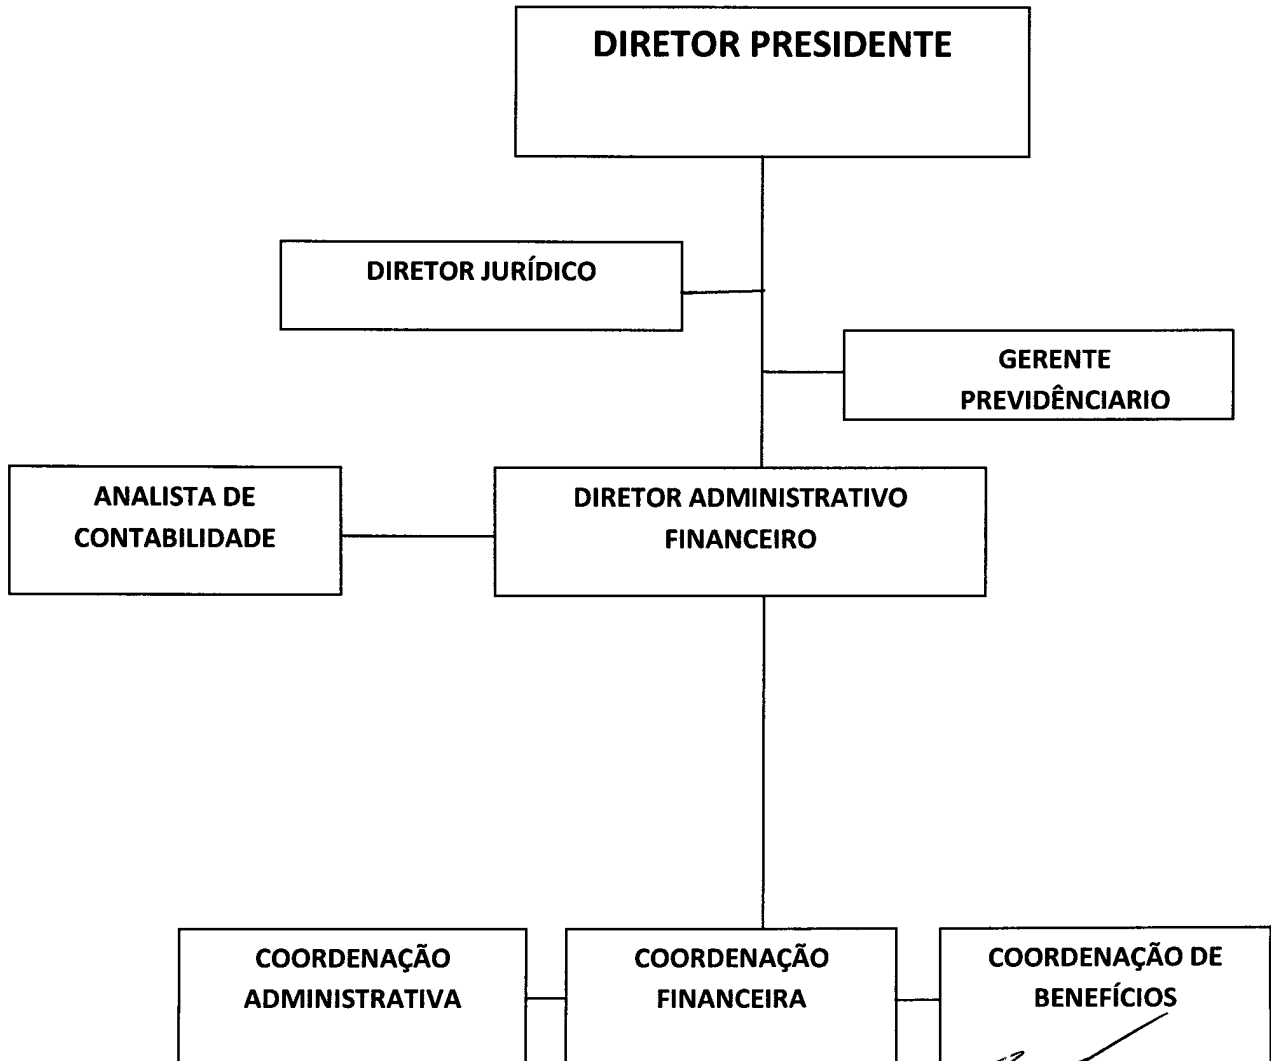 DIRETOR PRESIDENTE
DIRETOR JURÍDICO
GERENTE
PREVIDÊNCIARIO
ANALISTA DE
CONTABILIDADE
DIRETOR ADMINISTRATIVO
FINANCEIRO
COORDENAÇÃO
ADMINISTRATIVA
COORDENAÇÃO
FINANCEIRA
COORDENAÇÃO DE
BENEFÍCIOS